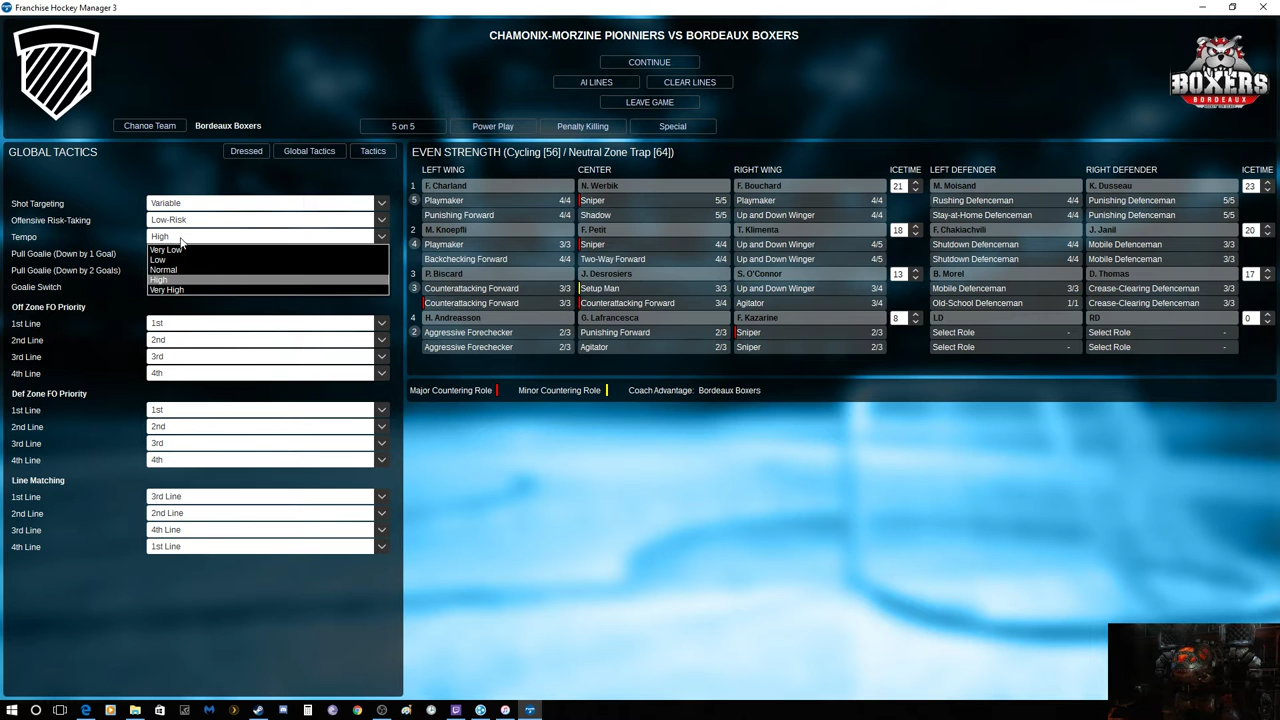 Franchise Hockey Manager 3
CHAMONIX-MORZINE PIONNIERS VS BORDEAUX BOXERS
CONTINUE
AI LINES CLEAR LINES
LEAVE GAME
BOXERS
BORDEAUX
Change Team Bordeaux Boxers 5 on 5 Power Play Penalty Killing Special
GLOBAL TACTICS Dressed Global Tactics Tactics
Shot Targeting Variable
Offensive Risk-Taking Low-Risk
Tempo High
Very Low
Low
Normal
High
Very High
Pull Goalie (Down by 1 Goal)
Pull Goalie (Down by 2 Goals)
Goalie Switch
Off Zone FO Priority
1st Line 1st
2nd Line 2nd
3rd Line 3rd
4th Line 4th
Def Zone FO Priority
1st Line 1st
2nd Line 2nd
3rd Line 3rd
4th Line 4th
Line Matching
1st Line 3rd Line
2nd Line 2nd Line
3rd Line 4th Line
4th Line 1st Line
EVEN STRENGTH (Cycling [56] / Neutral Zone Trap [64])
LEFT WING CENTER RIGHT WING ICETIME LEFT DEFENDER RIGHT DEFENDER ICETIME
1 F. Charland N. Werbik F. Bouchard 21 M. Moisand K. Dusseau 23
5 Playmaker 4/4 Sniper 5/5 Playmaker 4/4 Rushing Defenceman 4/4 Punishing Defenceman 5/5
Punishing Forward 4/4 Shadow 5/5 Up and Down Winger 4/4 Stay-at-Home Defenceman 4/4 Punishing Defenceman 5/5
2 M. Knoepfli F. Petit T. Klimenta 18 F. Chakiachvili J. Janil 20
4 Playmaker 3/3 Sniper 4/4 Up and Down Winger 4/5 Shutdown Defenceman 4/4 Mobile Defenceman 3/3
Backchecking Forward 3/3 Two-Way Forward 4/4 Up and Down Winger 4/5 Shutdown Defenceman 4/4 Mobile Defenceman 3/3
3 P. Biscard J. Desrosiers S. O'Connor 13 B. Morel D. Thomas 17
3 Counterattacking Forward 3/3 Setup Man 3/3 Up and Down Winger 3/4 Mobile Defenceman 3/3 Crease-Clearing Defenceman 3/4
Counterattacking Forward 3/3 Counterattacking Forward 3/4 Agitator 3/4 Old-School Defenceman 1/1 Crease-Clearing Defenceman 3/4
4 H. Andreasson G. Lafrancesca F. Kazarine 8 LD RD 0
2 Aggressive Forechecker 2/3 Punishing Forward 2/3 Sniper 2/3 Select Role - Select Role -
Aggressive Forechecker 2/3 Agitator 2/3 Sniper 2/3 Select Role - Select Role -
Major Countering Role Minor Countering Role Coach Advantage: Bordeaux Boxers